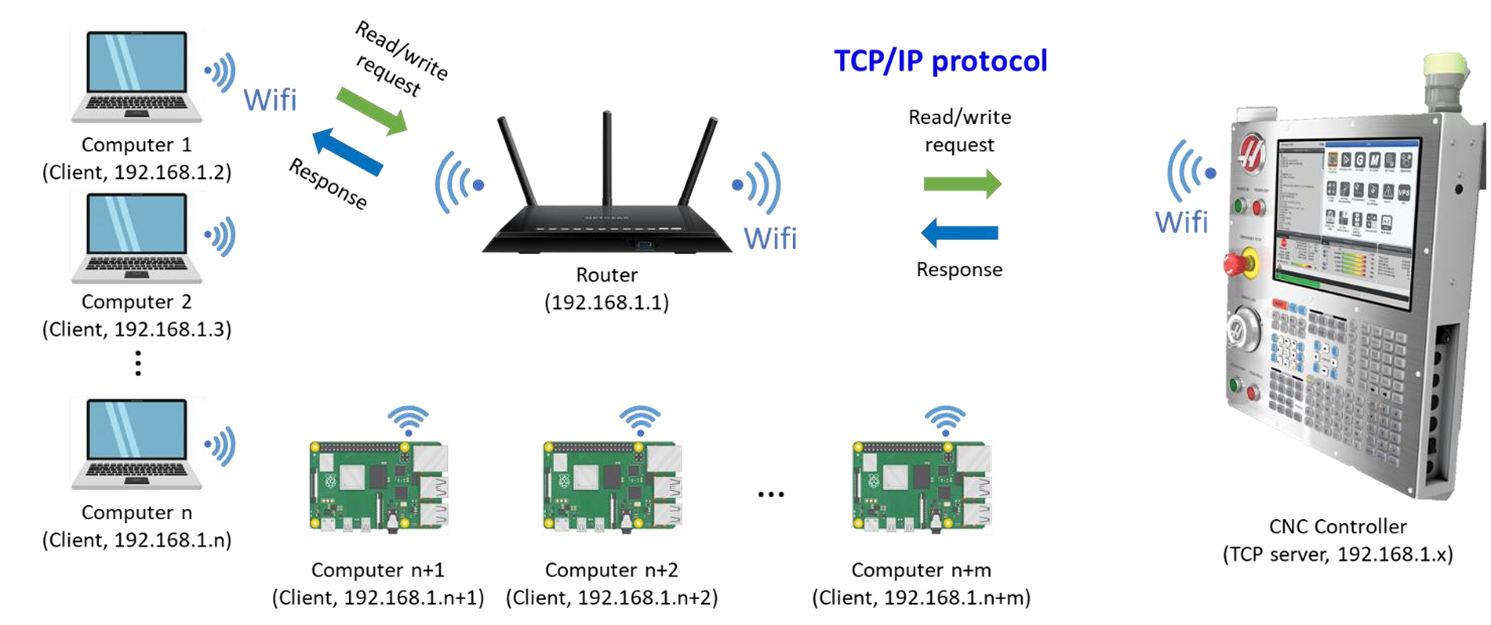 Read/write
request
Wifi
Response
Computer 1
(Client, 192.168.1.2)
Computer 2
(Client, 192.168.1.3)
Computer n
(Client, 192.168.1.n)
NETGEAR
Wifi
Router
(192.168.1.1)
TCP/IP protocol
Read/write
request
Response
Wifi
CNC Controller
(TCP server, 192.168.1.x)
Computer n+1
(Client, 192.168.1.n+1)
Computer n+2
(Client, 192.168.1.n+2)
...
Computer n+m
(Client, 192.168.1.n+m)